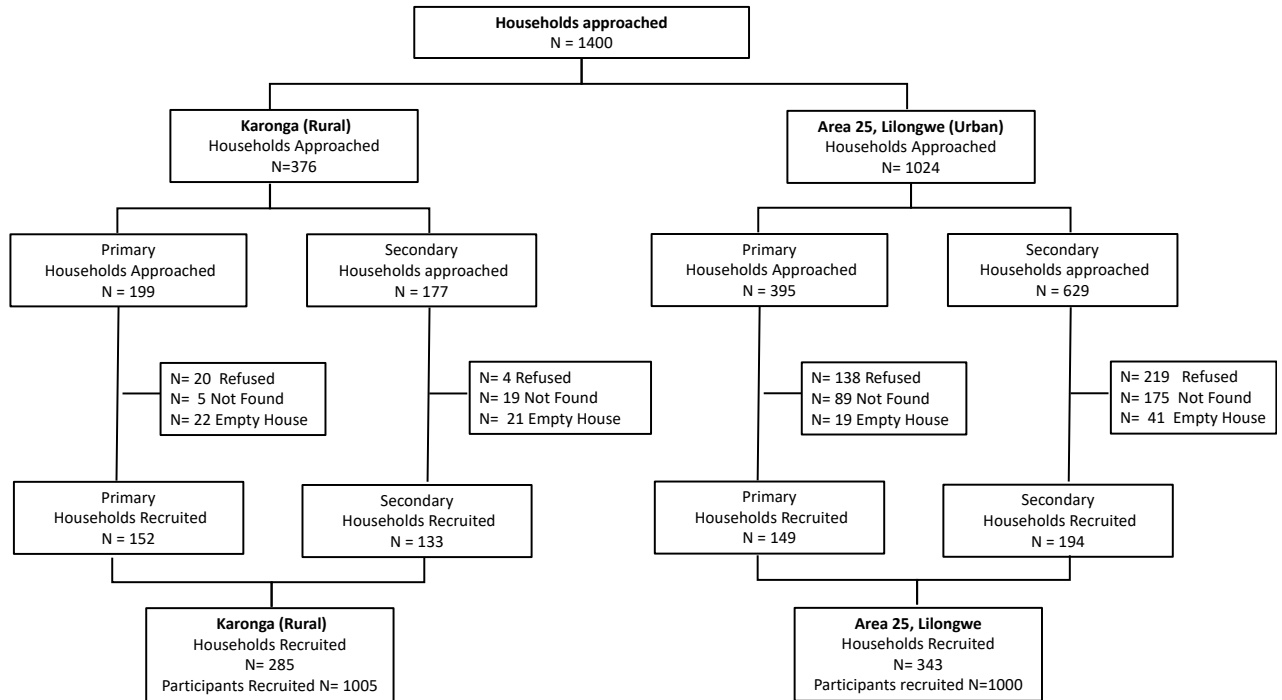 Households approached
N = 1400
Karonga (Rural)
Households Approached
N=376
Area 25, Lilongwe (Urban)
Households Approached
N= 1024
Primary
Households Approached
N = 199
Secondary
Households approached
N = 177
Primary
Households Approached
N = 395
Secondary
Households approached
N = 629
N= 20 Refused
N= 5 Not Found
N= 22 Empty House
N= 4 Refused
N= 19 Not Found
N= 21 Empty House
N= 138 Refused
N= 89 Not Found
N= 19 Empty House
N= 219 Refused
N= 175 Not Found
N= 41 Empty House
Primary
Households Recruited
N = 152
Secondary
Households Recruited
N = 133
Primary
Households Recruited
N = 149
Secondary
Households Recruited
N = 194
Karonga (Rural)
Households Recruited
N= 285
Participants Recruited N= 1005
Area 25, Lilongwe
Households Recruited
N= 343
Participants recruited N=1000